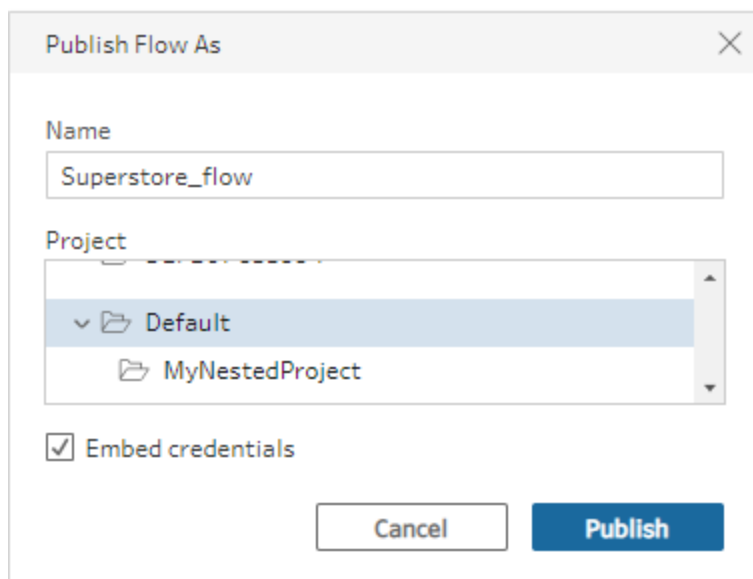 Publish Flow As
Name
Superstore_flow
Project
Default
MyNestedProject
Embed credentials
Cancel
Publish